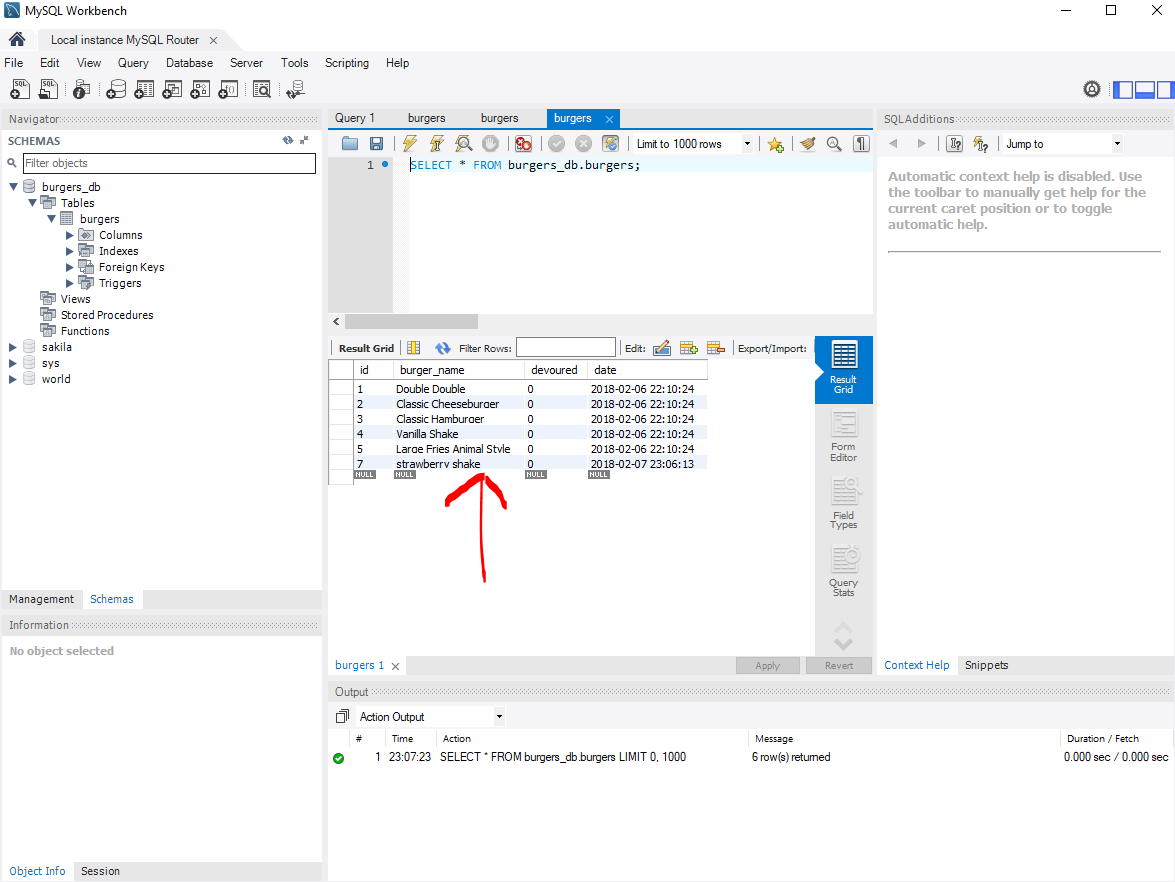 MySQL Workbench
Local instance MySQL Router
File Edit View Query Database Server Tools Scripting Help
Navigator
SCHEMAS
Filter objects
burgers_db
Tables
burgers
Columns
Indexes
Foreign Keys
Triggers
Views
Stored Procedures
Functions
sakila
sys
world
Management Schemas
Information
No object selected
Object Info Session
Query 1 burgers burgers burgers
Limit to 1000 rows
1 SELECT * FROM burgers_db.burgers;
Result Grid Filter Rows: Edit: Export/Import:
id burger_name devoured date
1 Double Double 0 2018-02-06 22:10:24
2 Classic Cheeseburger 0 2018-02-06 22:10:24
3 Classic Hamburger 0 2018-02-06 22:10:24
4 Vanilla Shake 0 2018-02-06 22:10:24
5 Large Fries Animal Style 0 2018-02-06 22:10:24
7 strawberry shake 0 2018-02-07 23:06:13
NULL NULL NULL NULL
Result
Grid
Form
Editor
Field
Types
Query
Stats
burgers 1 Apply Revert
SQLAdditions
Jump to
Automatic context help is disabled. Use
the toolbar to manually get help for the
current caret position or to toggle
automatic help.
Context Help Snippets
Output
Action Output
# Time Action Message Duration / Fetch
1 23:07:23 SELECT * FROM burgers_db.burgers LIMIT 0, 1000 6 row(s) returned 0.000 sec / 0.000 sec